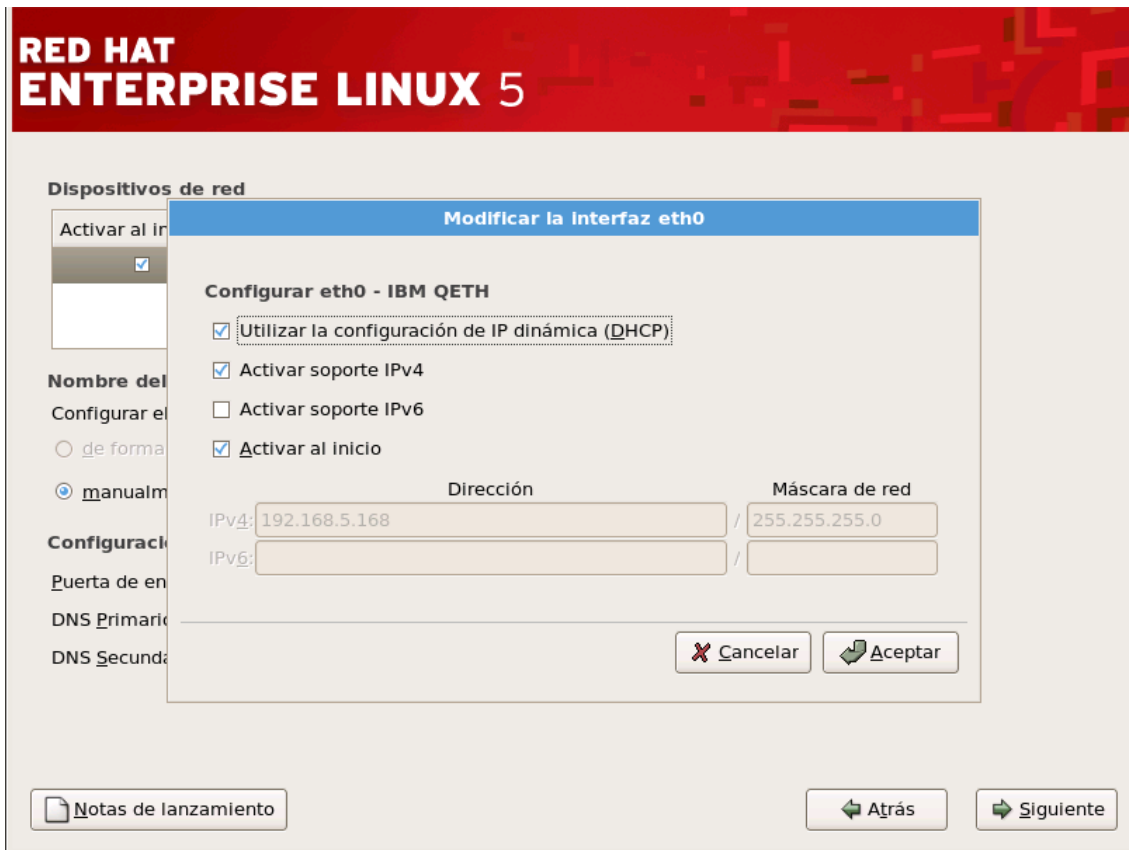 RED HAT
ENTERPRISE LINUX 5
Dispositivos de red
Activar al in
Modificar la interfaz eth0
Configurar eth0 - IBM QETH
Utilizar la configuración de IP dinámica (DHCP)
Activar soporte IPv4
Activar soporte IPv6
Activar al inicio
Nombre del
Configurar el
de forma
manualm
Dirección Máscara de red
IPv4: 192.168.5.168 / 255.255.255.0
IPv6: /
Configuraci
Puerta de en
DNS Primario
DNS Secunda
Cancelar Aceptar
Notas de lanzamiento Atrás Siguiente